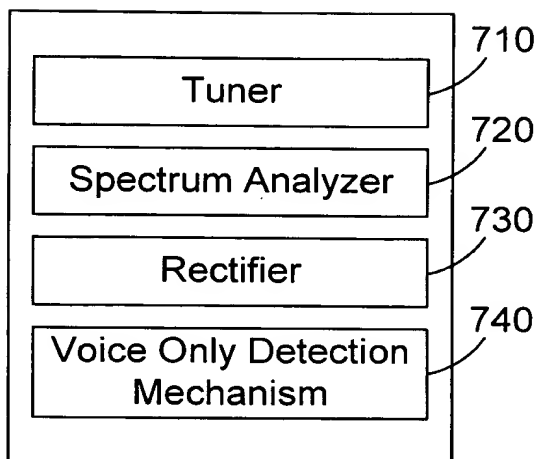 710
Tuner
720
Spectrum Analyzer
730
Rectifier
740
Voice Only Detection
Mechanism